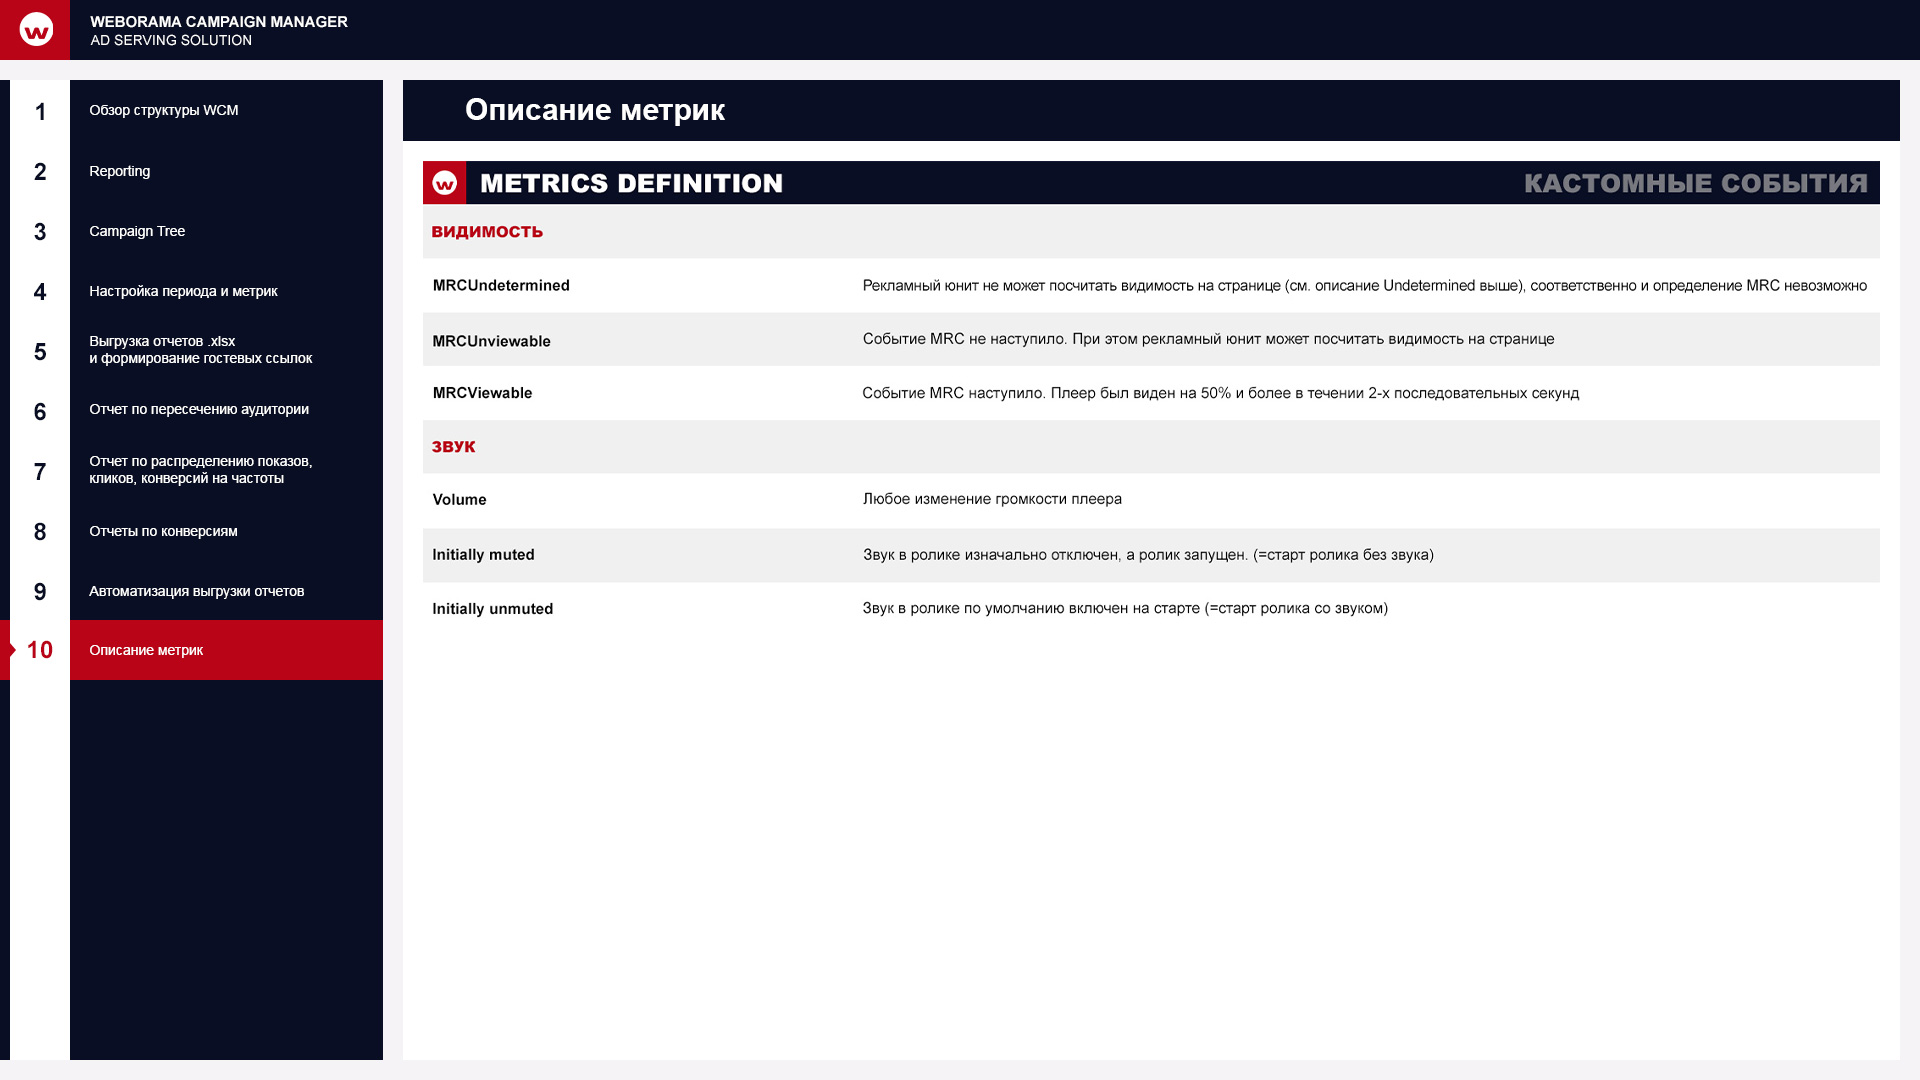 WEBORAMA CAMPAIGN MANAGER
AD SERVING SOLUTION
1
Обзор структуры WCM
2
Reporting
3
Campaign Tree
4
Настройка периода и метрик
5
Выгрузка отчетов .xlsx
и формирование гостевых ссылок
6
Отчет по пересечению аудитории
7
Отчет по распределению показов,
кликов, конверсий на частоты
8
Отчеты по конверсиям
9
Автоматизация выгрузки отчетов
10
Описание метрик
Описание метрик
METRICS DEFINITION КАСТОМНЫЕ СОБЫТИЯ
ВИДИМОСТЬ
MRCUndetermined Рекламный юнит не может посчитать видимость на странице (см. описание Undetermined выше), соответственно и определение MRC невозможно
MRCUnviewable Событие MRC не наступило. При этом рекламный юнит может посчитать видимость на странице
MRCViewable Событие MRC наступило. Плеер был виден на 50% и более в течении 2-х последовательных секунд
ЗВУК
Volume Любое изменение громкости плеера
Initially muted Звук в ролике изначально отключен, а ролик запущен. (=старт ролика без звука)
Initially unmuted Звук в ролике по умолчанию включен на старте (=старт ролика со звуком)